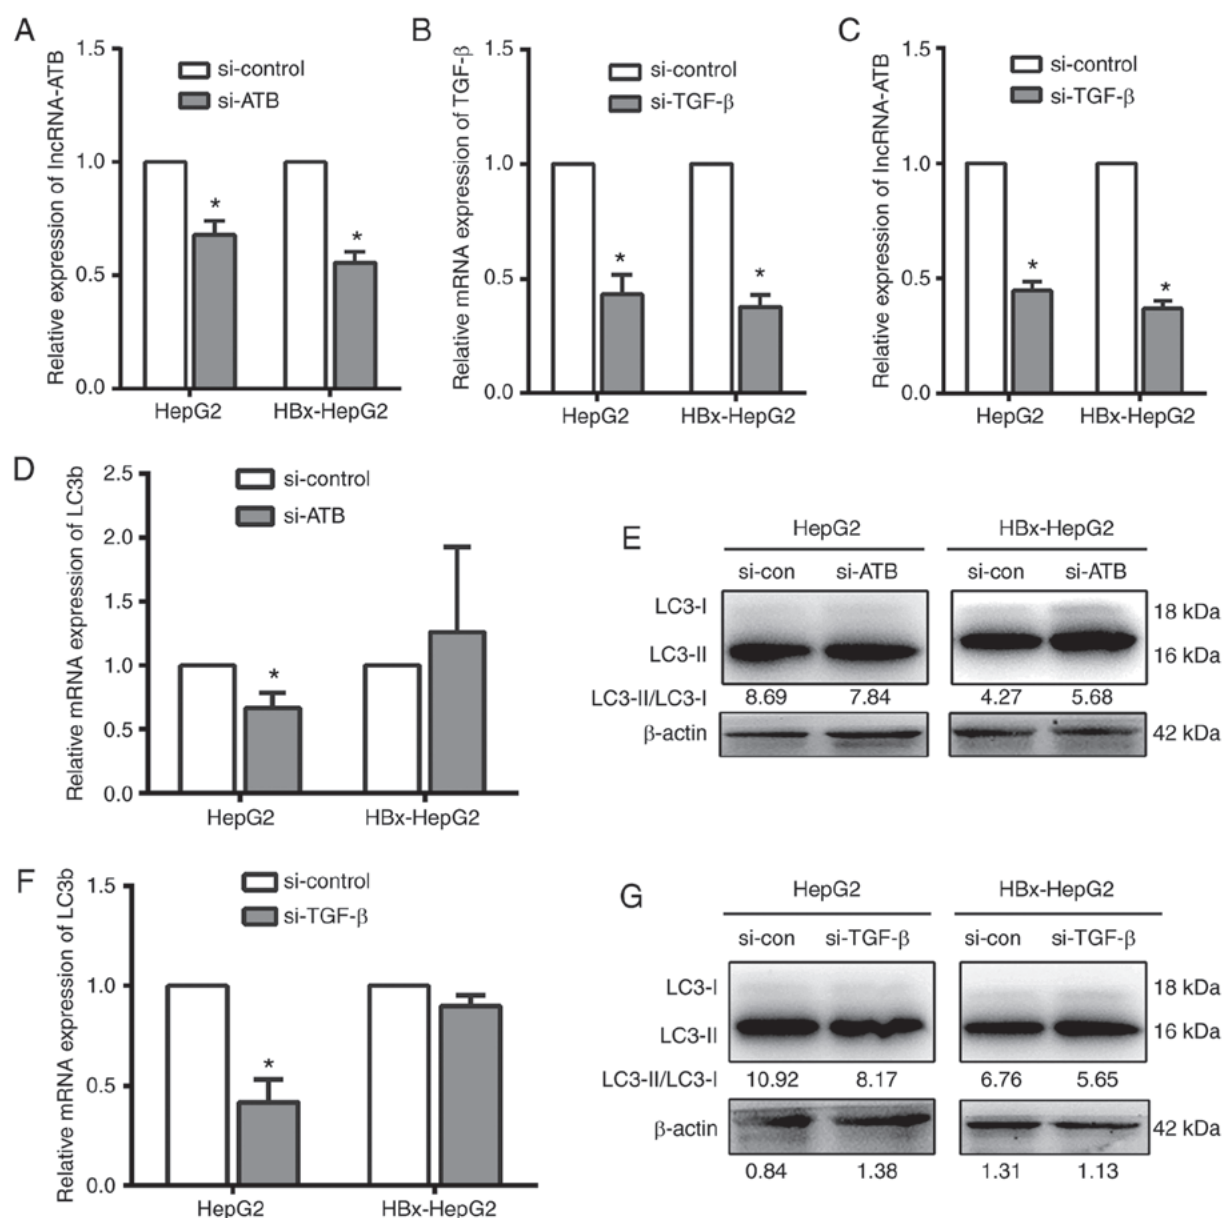 A
Relative expression of lncRNA-ATB
1.5
1.0
0.5
0.0
si-control
si-ATB
*
*
HepG2
HBx-HepG2
B
Relative mRNA expression of TGF-β
1.5
1.0
0.5
0.0
si-control
si-TGF-β
*
*
HepG2
HBx-HepG2
C
Relative expression of lncRNA-ATB
1.5
1.0
0.5
0.0
si-control
si-TGF-β
*
*
HepG2
HBx-HepG2
D
Relative mRNA expression of LC3b
2.5
2.0
1.5
1.0
0.5
0.0
si-control
si-ATB
*
HepG2
HBx-HepG2
E
HepG2 HBx-HepG2
si-con si-ATB si-con si-ATB
LC3-I 18 kDa
LC3-II 16 kDa
LC3-II/LC3-I 8.69 7.84 4.27 5.68
β-actin 42 kDa
F
Relative mRNA expression of LC3b
1.5
1.0
0.5
0.0
si-control
si-TGF-β
*
HepG2
HBx-HepG2
G
HepG2 HBx-HepG2
si-con si-TGF-β si-con si-TGF-β
LC3-I 18 kDa
LC3-II 16 kDa
LC3-II/LC3-I 10.92 8.17 6.76 5.65
β-actin 42 kDa
0.84 1.38 1.31 1.13